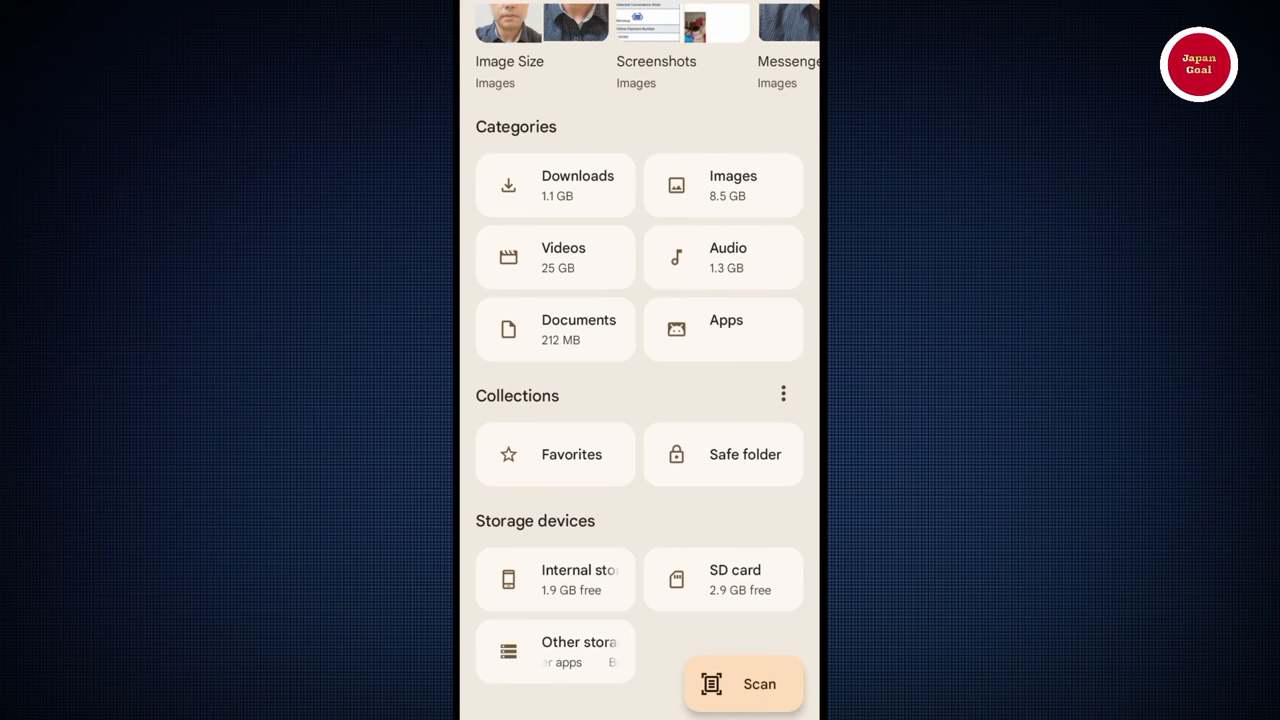 Japan
Goal
Image Size
Screenshots
Messenge
Images
Images
Images
Categories
Downloads
1.1 GB
Images
8.5 GB
Videos
25 GB
Audio
1.3 GB
Documents
212 MB
Apps
Collections
Favorites
Safe folder
Storage devices
Internal sto
1.9 GB free
SD card
2.9 GB free
Other stora
er apps
Scan